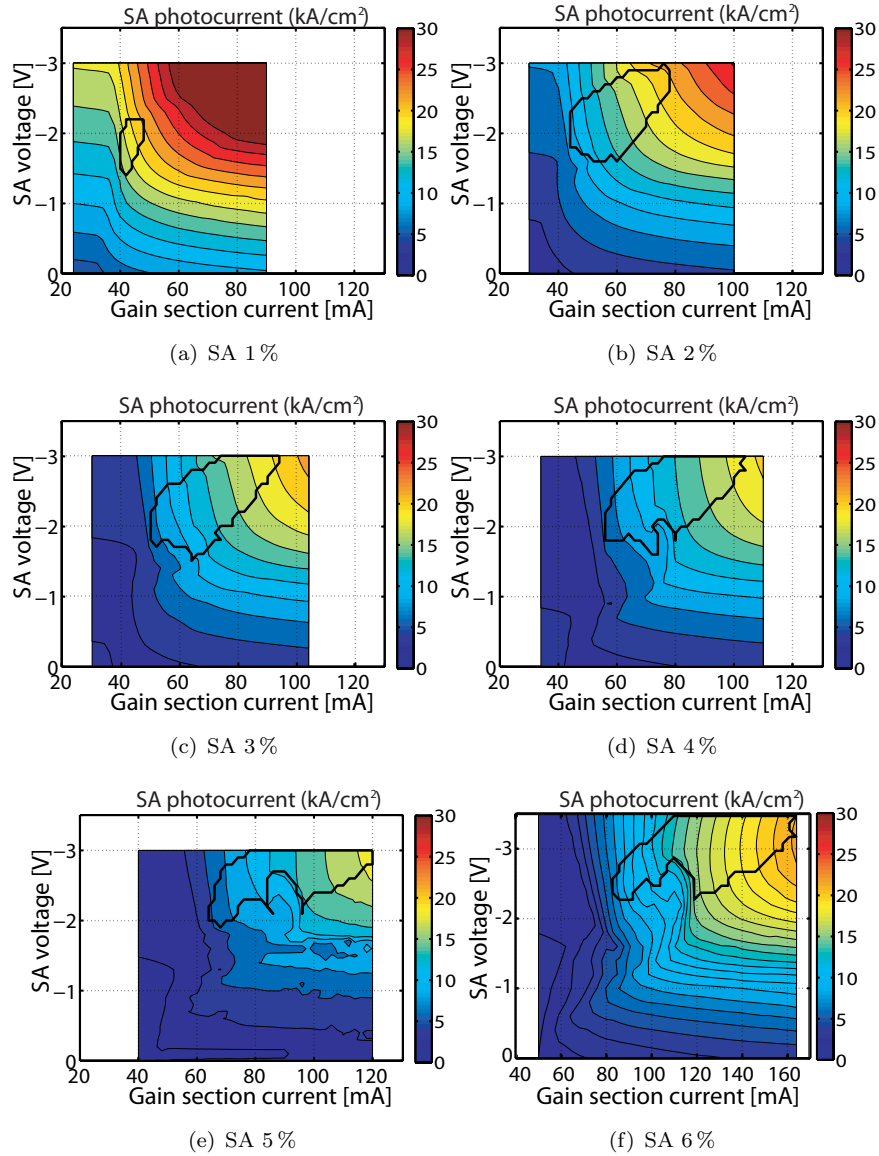 SA photocurrent (kA/cm²) SA photocurrent (kA/cm²)
SA voltage [V] −3 −2 −1 0 30 25 20 15 10 5 0 SA voltage [V] −3 −2 −1 0 30 25 20 15 10 5 0
20 40 60 80 100 120 20 40 60 80 100 120
Gain section current [mA] Gain section current [mA]
(a) SA 1 % (b) SA 2 %
SA photocurrent (kA/cm²) SA photocurrent (kA/cm²)
SA voltage [V] −3 −2 −1 0 30 25 20 15 10 5 0 SA voltage [V] −3 −2 −1 0 30 25 20 15 10 5 0
20 40 60 80 100 120 20 40 60 80 100 120
Gain section current [mA] Gain section current [mA]
(c) SA 3 % (d) SA 4 %
SA photocurrent (kA/cm²) SA photocurrent (kA/cm²)
SA voltage [V] −3 −2 −1 0 30 25 20 15 10 5 0 SA voltage [V] -3 -2 -1 0 30 25 20 15 10 5 0
20 40 60 80 100 120 40 60 80 100 120 140 160
Gain section current [mA] Gain section current [mA]
(e) SA 5 % (f) SA 6 %